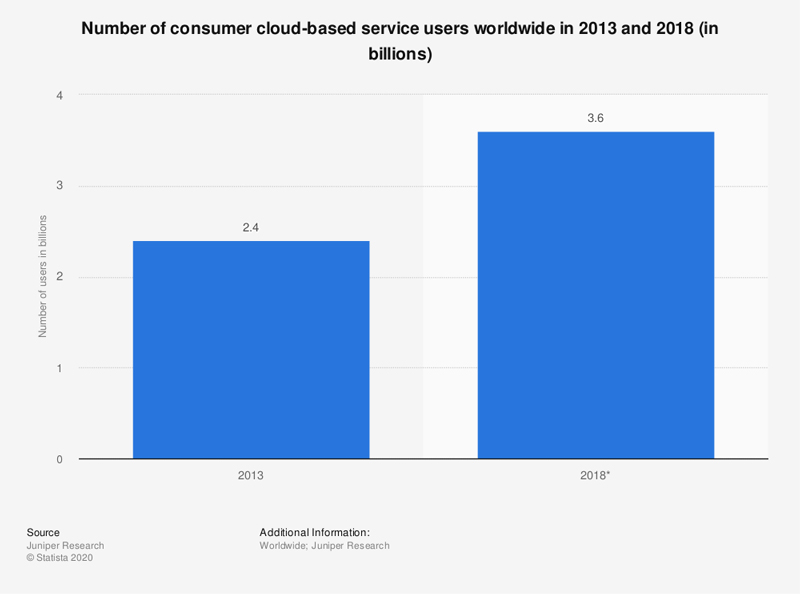 Number of consumer cloud-based service users worldwide in 2013 and 2018 (in
billions)
4
3
2
1
0
Number of users in billions
2.4
3.6
2013
2018*
Source
Juniper Research
© Statista 2020
Additional Information:
Worldwide; Juniper Research